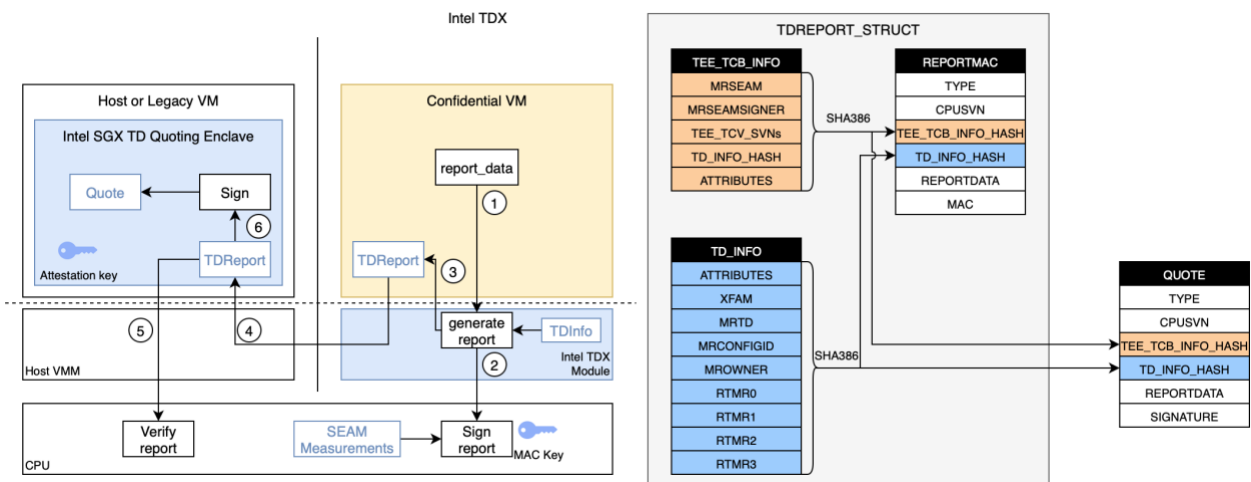 Intel TDX
Host or Legacy VM
Intel SGX TD Quoting Enclave
Quote
Sign
6
Attestation key
TDReport
Confidential VM
report_data
1
TDReport
3
5
4
generate
report
TDInfo
2
Intel TDX
Module
Host VMM
Verify
report
SEAM
Measurements
Sign
report
MAC Key
CPU
TDREPORT_STRUCT
TEE_TCB_INFO
MRSEAM
MRSEAMSIGNER
TEE_TCV_SVNs
TD_INFO_HASH
ATTRIBUTES
SHA386
REPORTMAC
TYPE
CPUSVN
TEE_TCB_INFO_HASH
TD_INFO_HASH
REPORTDATA
MAC
TD_INFO
ATTRIBUTES
XFAM
MRTD
MRCONFIGID
MROWNER
RTMR0
RTMR1
RTMR2
RTMR3
SHA386
QUOTE
TYPE
CPUSVN
TEE_TCB_INFO_HASH
TD_INFO_HASH
REPORTDATA
SIGNATURE